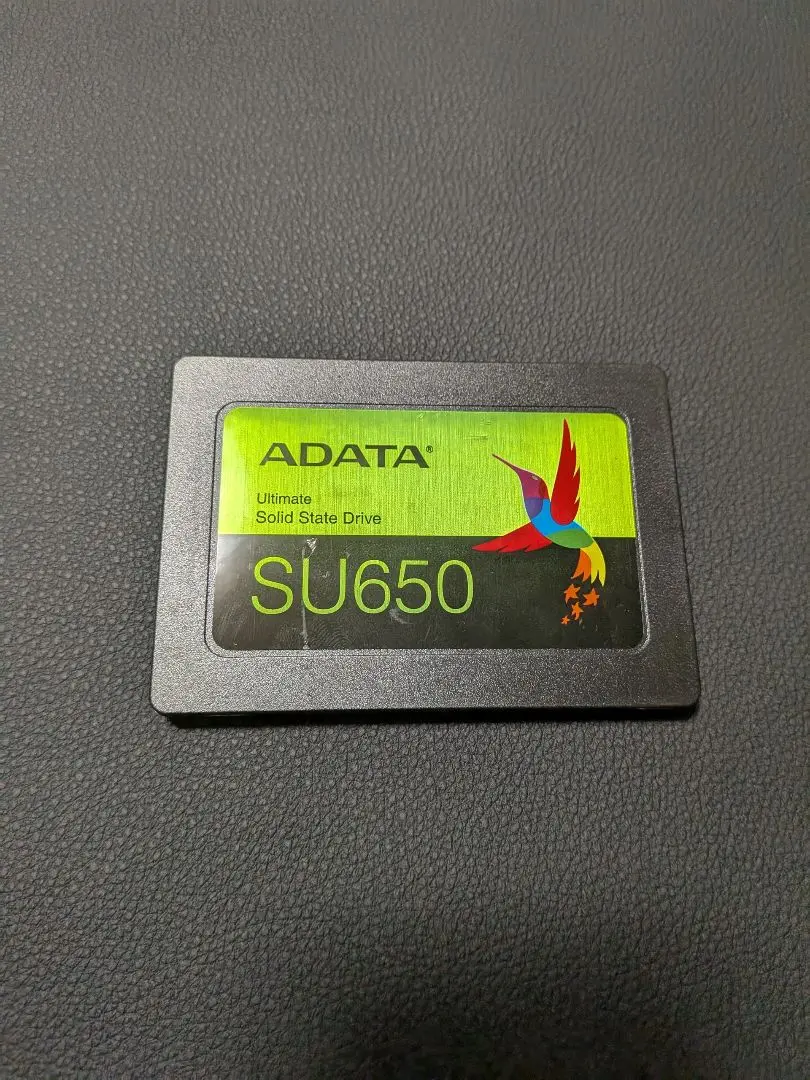 ADATA®
Ultimate
Solid State Drive
SU650